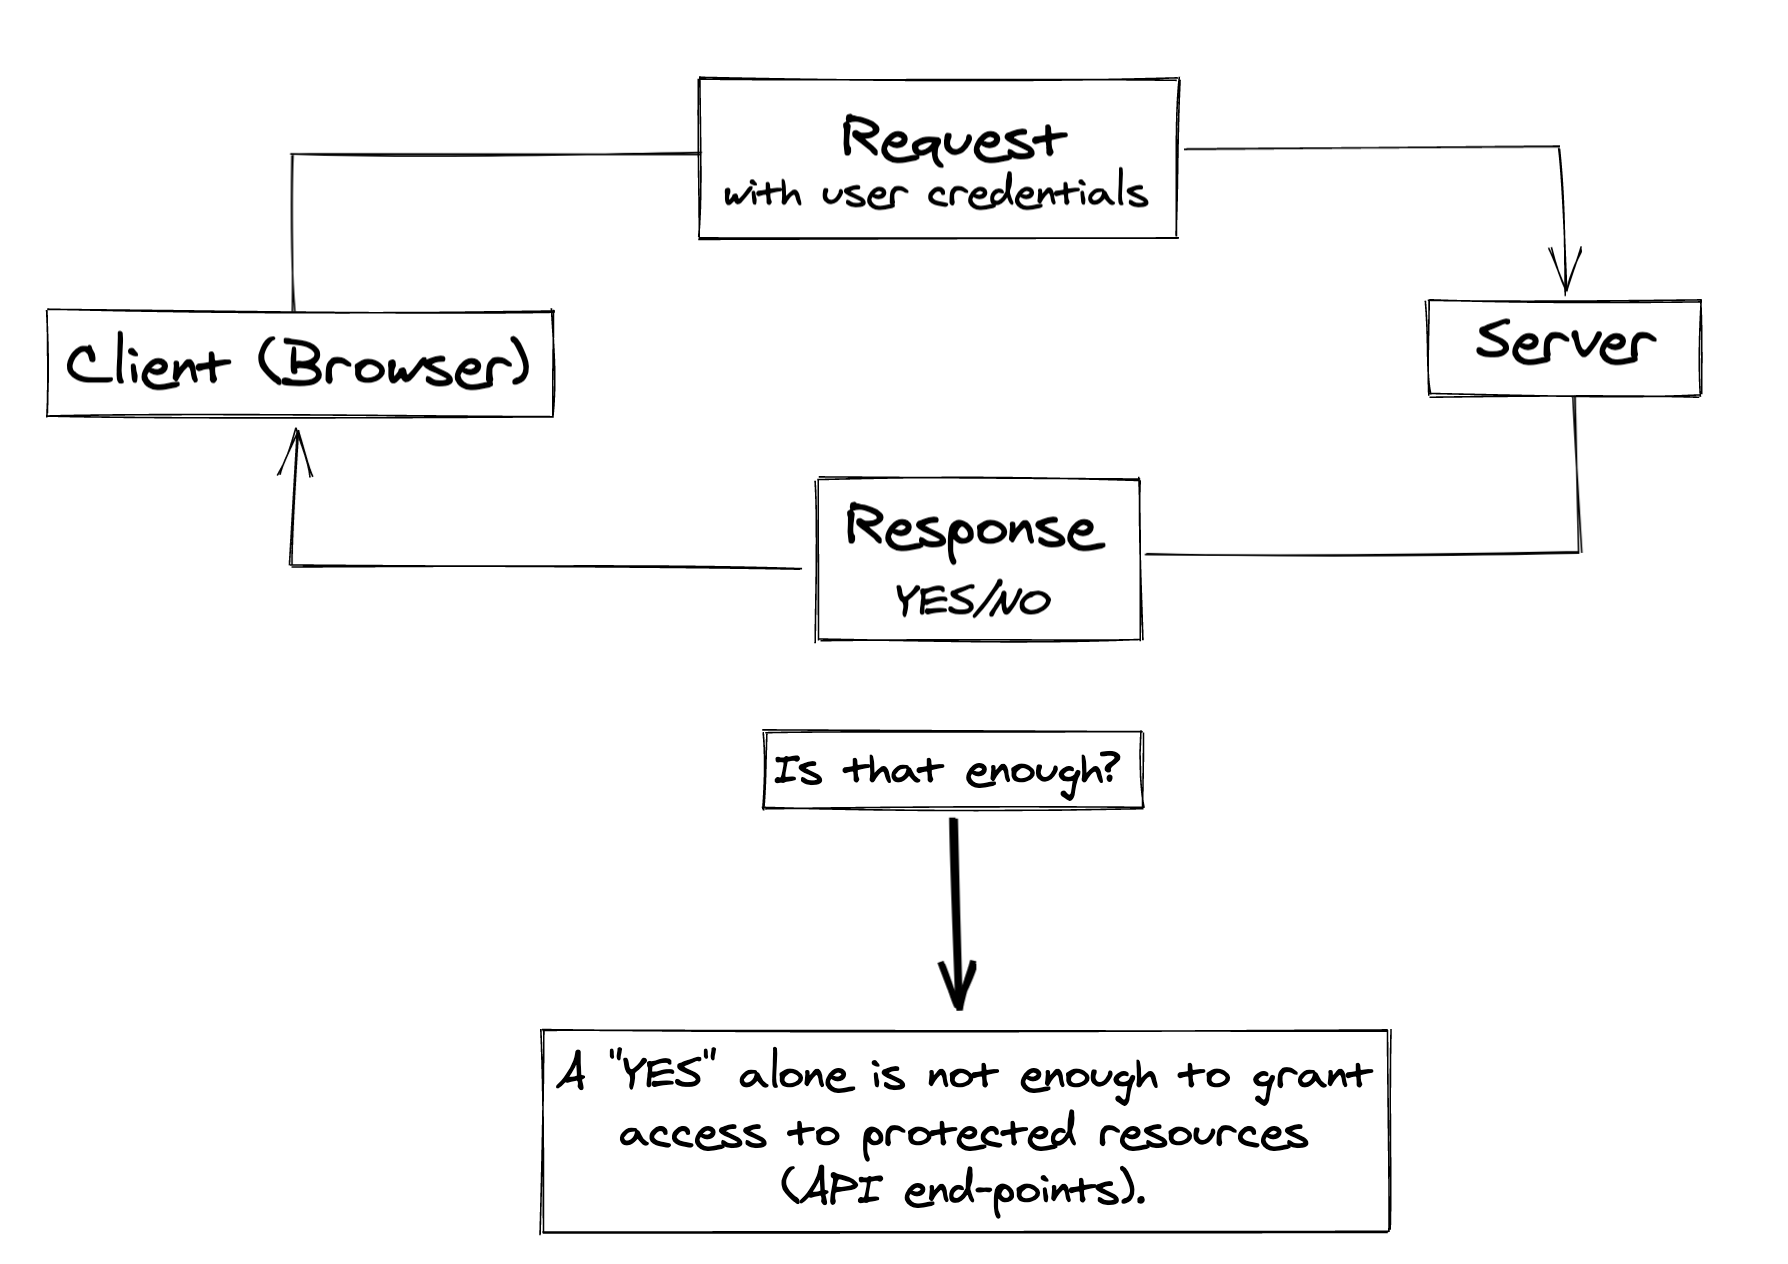 Request
with user credentials
Client (Browser)
Server
Response
YES/NO
Is that enough?
A "YES" alone is not enough to grant
access to protected resources
(API end-points).